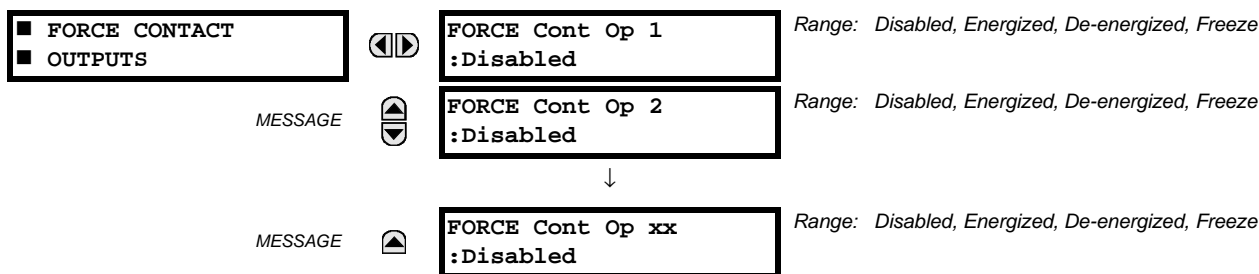 ■ FORCE CONTACT
■ OUTPUTS
FORCE Cont Op 1
:Disabled
Range: Disabled, Energized, De-energized, Freeze
MESSAGE
FORCE Cont Op 2
:Disabled
Range: Disabled, Energized, De-energized, Freeze
↓
MESSAGE
FORCE Cont Op xx
:Disabled
Range: Disabled, Energized, De-energized, Freeze